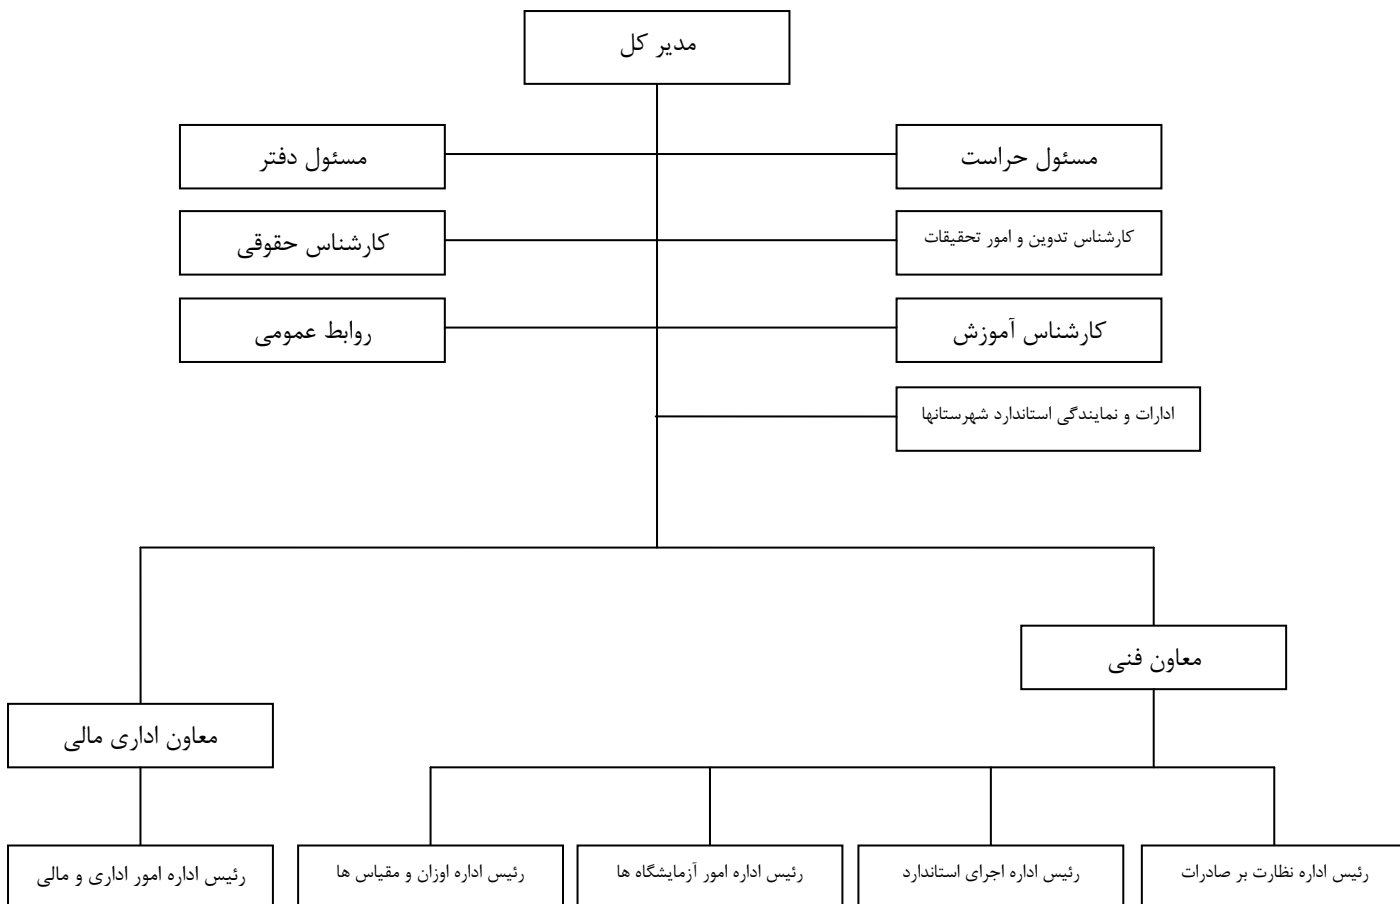 مدیر کل
مسئول حراست
مسئول دفتر
کارشناس تدوین و امور تحقیقات
کارشناس حقوقی
کارشناس آموزش
روابط عمومی
ادارات و نمایندگی استاندارد شهرستانها
معاون فنی
معاون اداری مالی
رئیس اداره نظارت بر صادرات
رئیس اداره اجرای استاندارد
رئیس اداره امور آزمایشگاه ها
رئیس اداره اوزان و مقیاس ها
رئیس اداره امور اداری و مالی